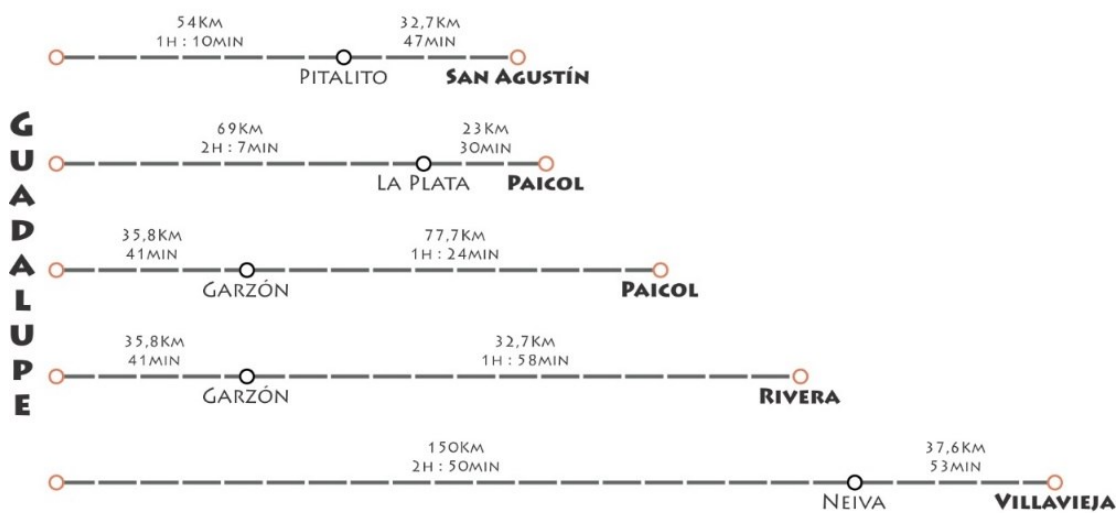 GUADALUPE
54KM
1H : 10MIN
32,7KM
47MIN
PITALITO
SAN AGUSTÍN
69KM
2H : 7MIN
23KM
30MIN
LA PLATA
PAICOL
35,8KM
41MIN
77,7KM
1H : 24MIN
GARZÓN
PAICOL
35,8KM
41MIN
32,7KM
1H : 58MIN
GARZÓN
RIVERA
150KM
2H : 50MIN
37,6KM
53MIN
NEIVA
VILLAVIEJA